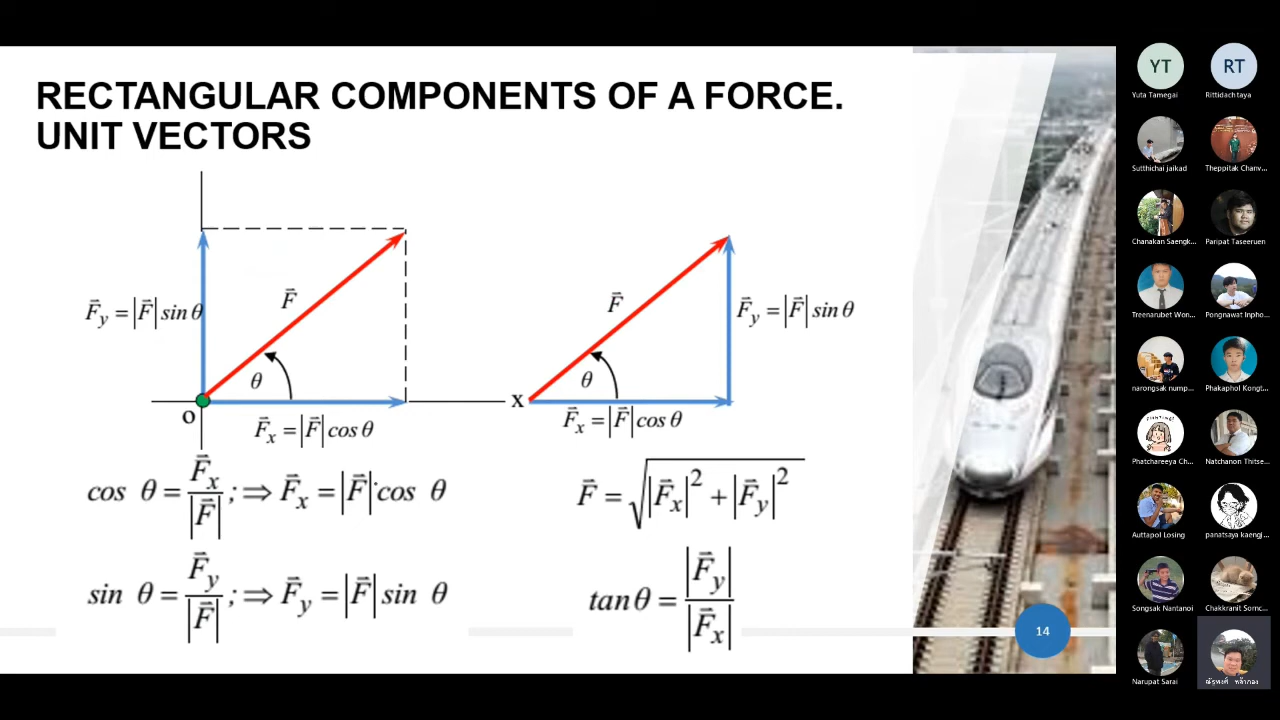 RECTANGULAR COMPONENTS OF A FORCE.
UNIT VECTORS
F⃗y = |F⃗| sin θ
F⃗
θ
O
F⃗x = |F⃗| cos θ
x
F⃗
θ
F⃗y = |F⃗| sin θ
F⃗x = |F⃗| cos θ
cos θ = F⃗x / |F⃗| ;⇒ F⃗x = |F⃗| cos θ
sin θ = F⃗y / |F⃗| ;⇒ F⃗y = |F⃗| sin θ
F⃗ = √(|F⃗x|² + |F⃗y|²)
tan θ = |F⃗y| / |F⃗x|
14
YT
RT
Yuta Tamegai
Rittidach taya
Sutthichai jaikad
Theppitak Chanv...
Chanakan Saengk...
Paripat Taseeruen
Treenarubet Won...
Pongnawat Inpho...
narongsak nump...
Phakaphol Kongt...
Phatchareeya Ch...
Natchanon Thitse...
Auttapol Losing
panatsaya kaengj...
Songsak Nantanoi
Chakkranit Sornc...
Narupat Sarai